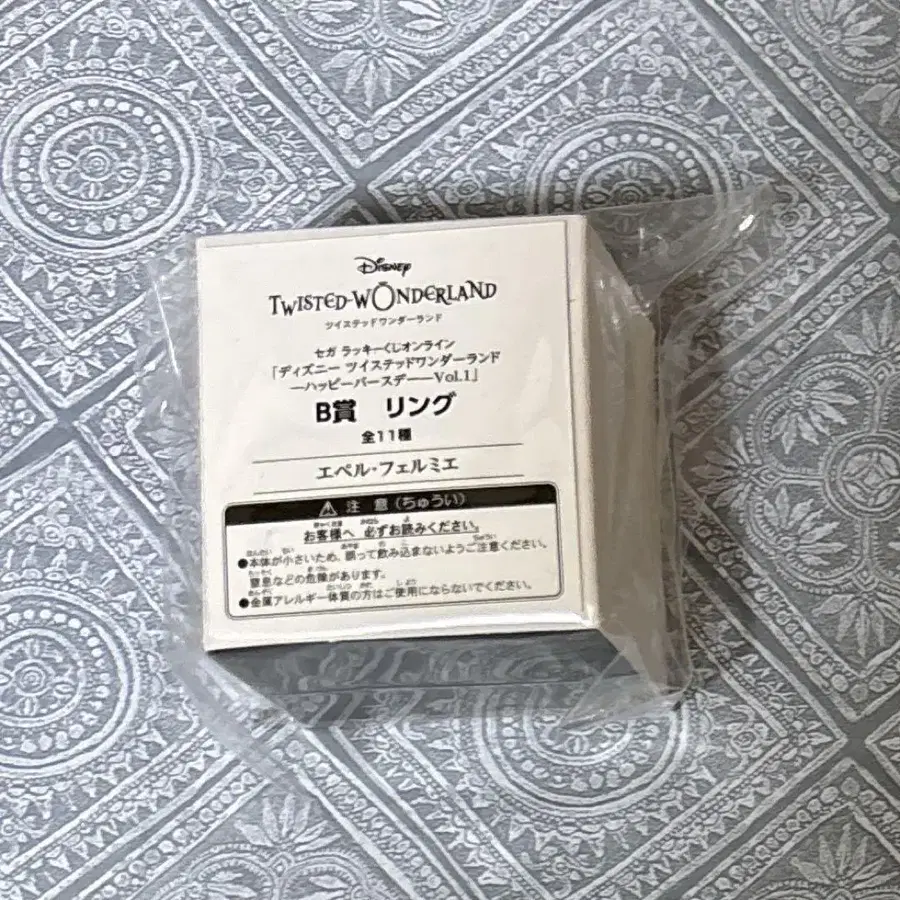 Disney
TWISTED-WONDERLAND
ツイステッドワンダーランド
セガ ラッキーくじオンライン
「ディズニー ツイステッドワンダーランド
―ハッピーバースデー―Vol.1」
B賞 リング
全11種
エペル・フェルミエ
⚠ 注 意 (ちゅうい)
お客様へ 必ずお読みください。
●本体が小さいため、誤って飲み込まないようご注意ください。
窒息などの危険があります。
●金属アレルギー体質の方はご使用にならないでください。